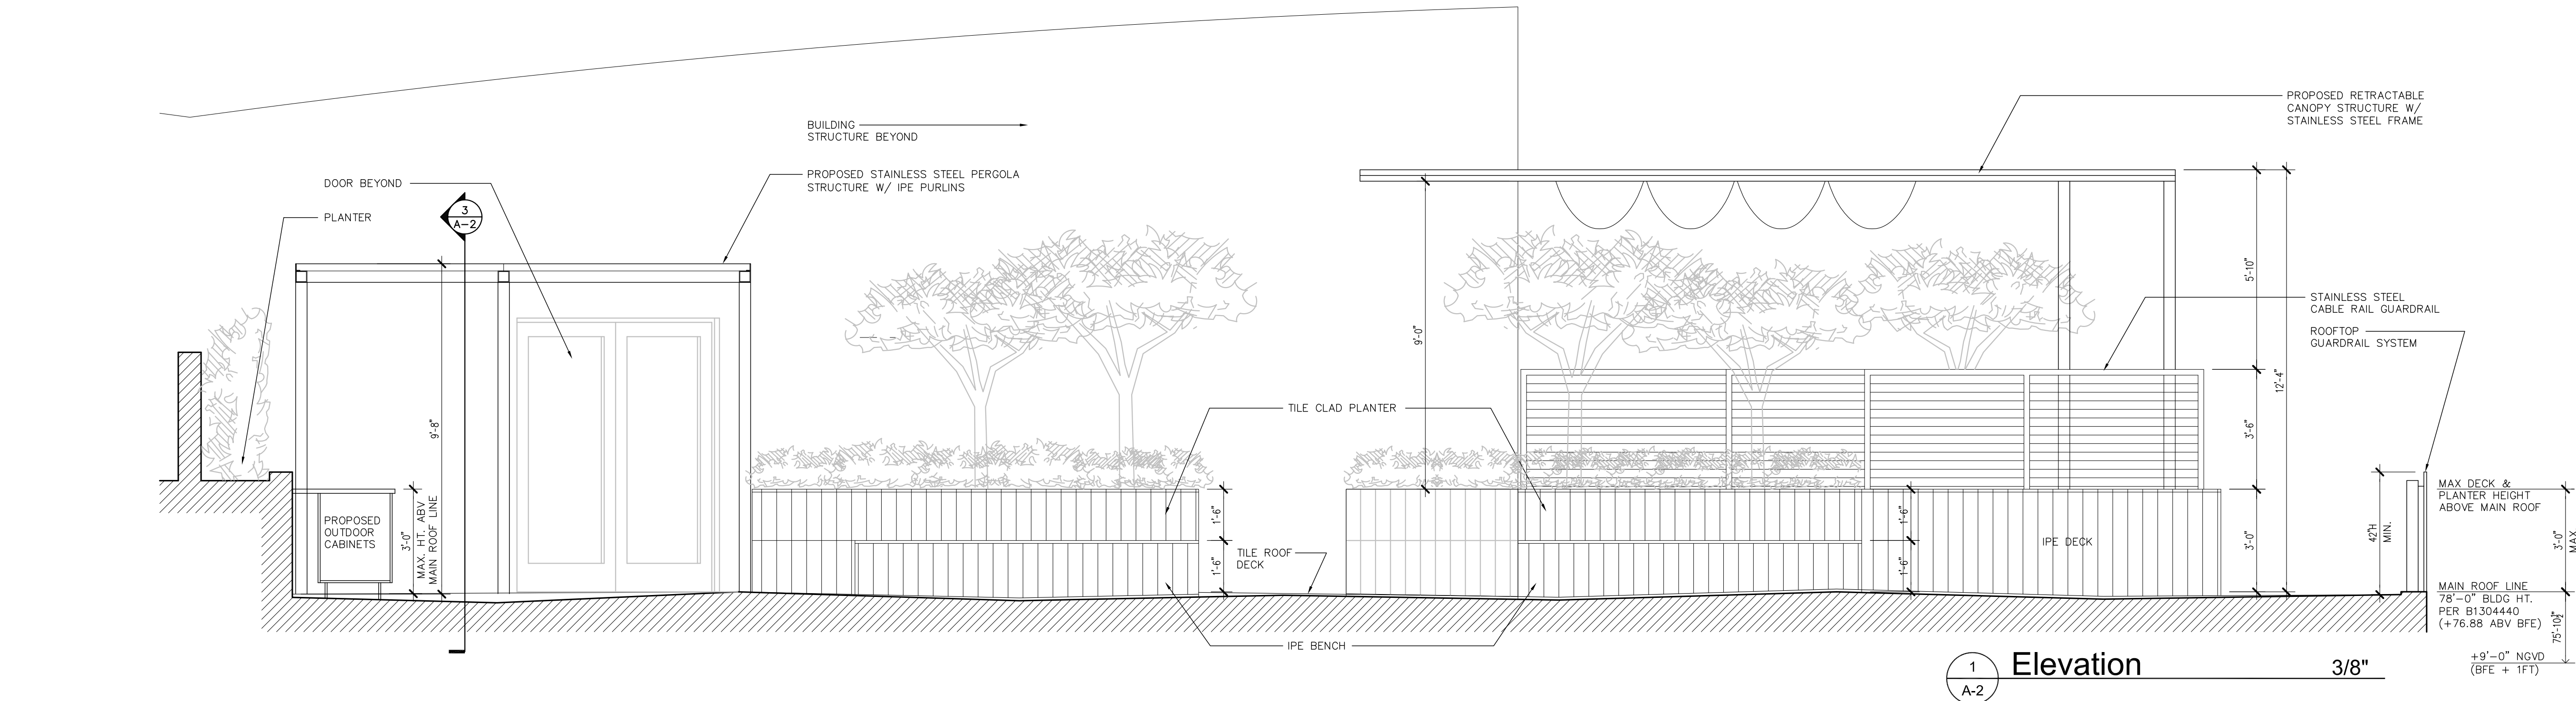 PROPOSED RETRACTABLE
CANOPY STRUCTURE W/
STAINLESS STEEL FRAME
BUILDING
STRUCTURE BEYOND
PROPOSED STAINLESS STEEL PERGOLA
STRUCTURE W/ IPE PURLINS
DOOR BEYOND
PLANTER
3
A-2
9'-0"
5'-10"
12'-4"
STAINLESS STEEL
CABLE RAIL GUARDRAIL
ROOFTOP
GUARDRAIL SYSTEM
TILE CLAD PLANTER
9'-8"
3'-6"
PROPOSED
OUTDOOR
CABINETS
3'-0"
MAX. HT. ABV
MAIN ROOF LINE
1'-6"
1'-6"
TILE ROOF
DECK
1'-6"
1'-6"
IPE DECK
3'-0"
42"H
MIN.
MAX DECK &
PLANTER HEIGHT
ABOVE MAIN ROOF
3'-0"
MAX
MAIN ROOF LINE
78'-0" BLDG HT.
PER B1304440
(+76.88 ABV BFE)
75'-10½"
+9'-0" NGVD
(BFE + 1FT)
IPE BENCH
1
A-2
Elevation
3/8"